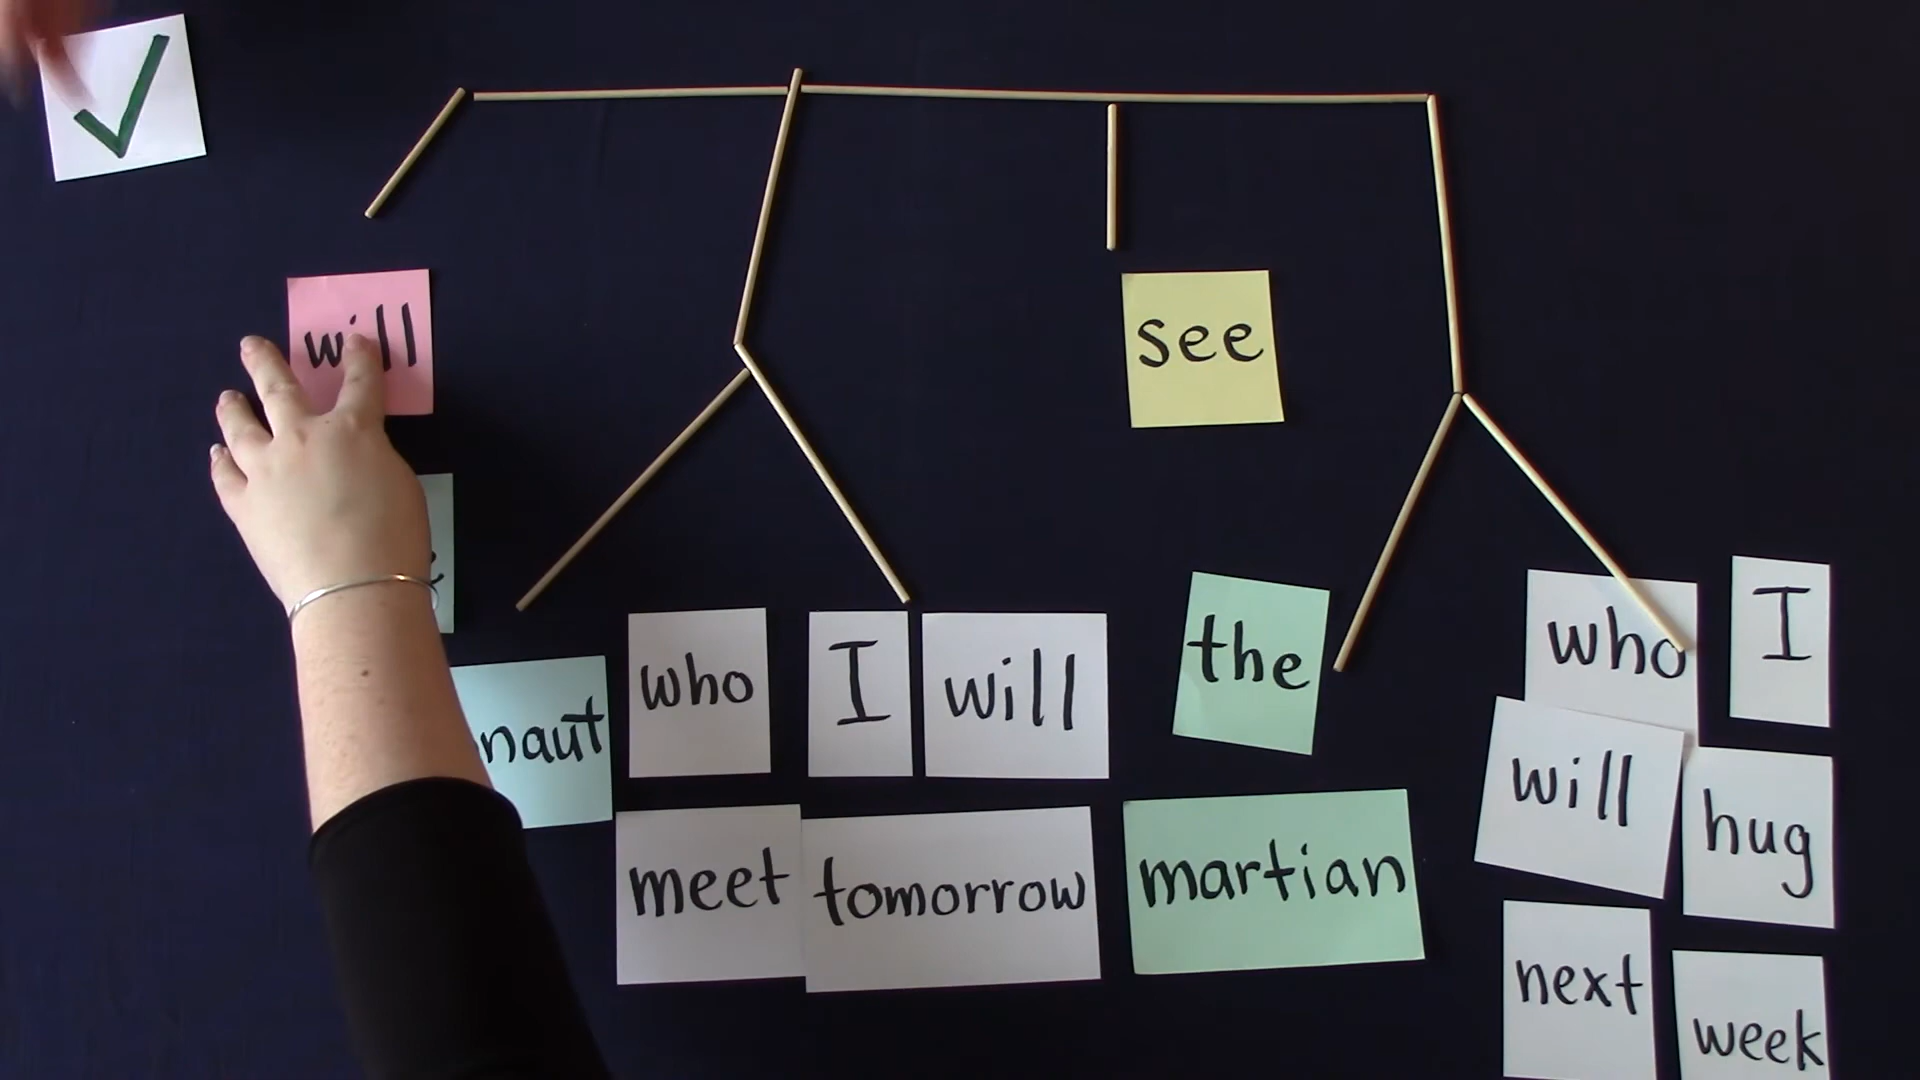 will
see
naut who I will
meet tomorrow
the
martian
who I
will hug
next
week